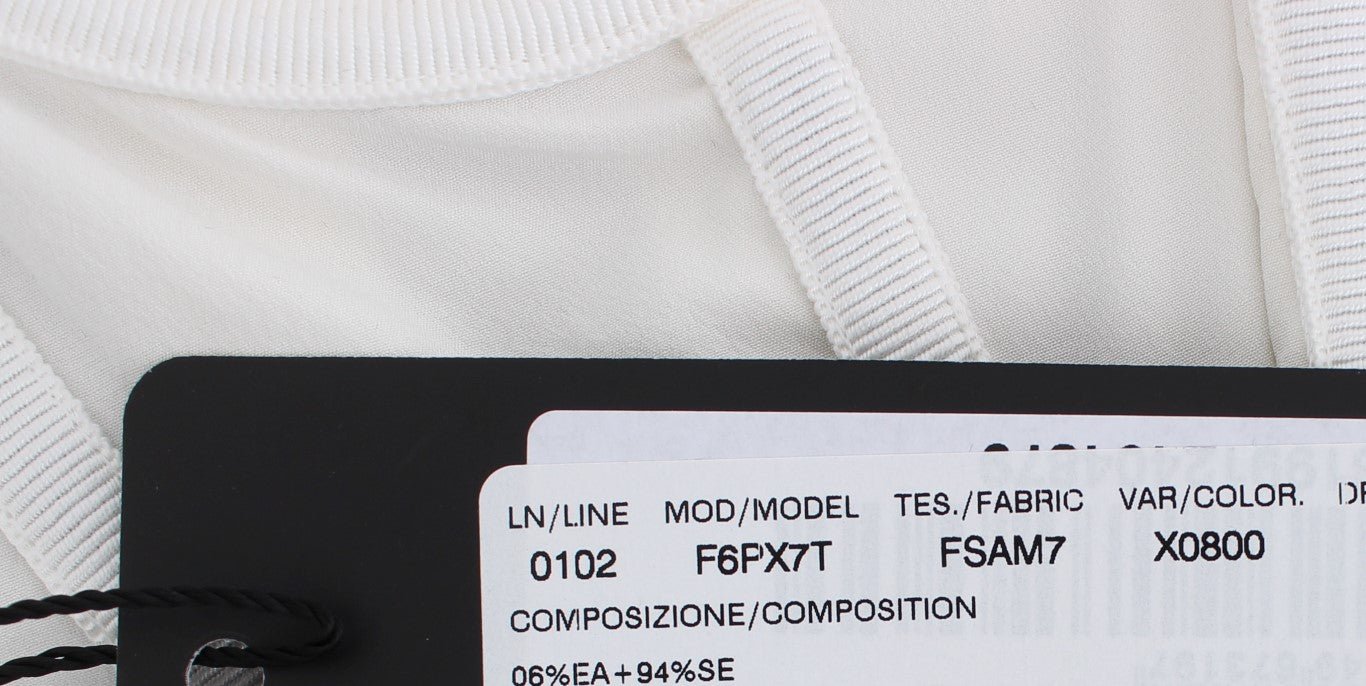 LN/LINE MOD/MODEL TES./FABRIC VAR/COLOR.
0102 F6PX7T FSAM7 X0800
COMPOSIZIONE/COMPOSITION
06%EA+94%SE